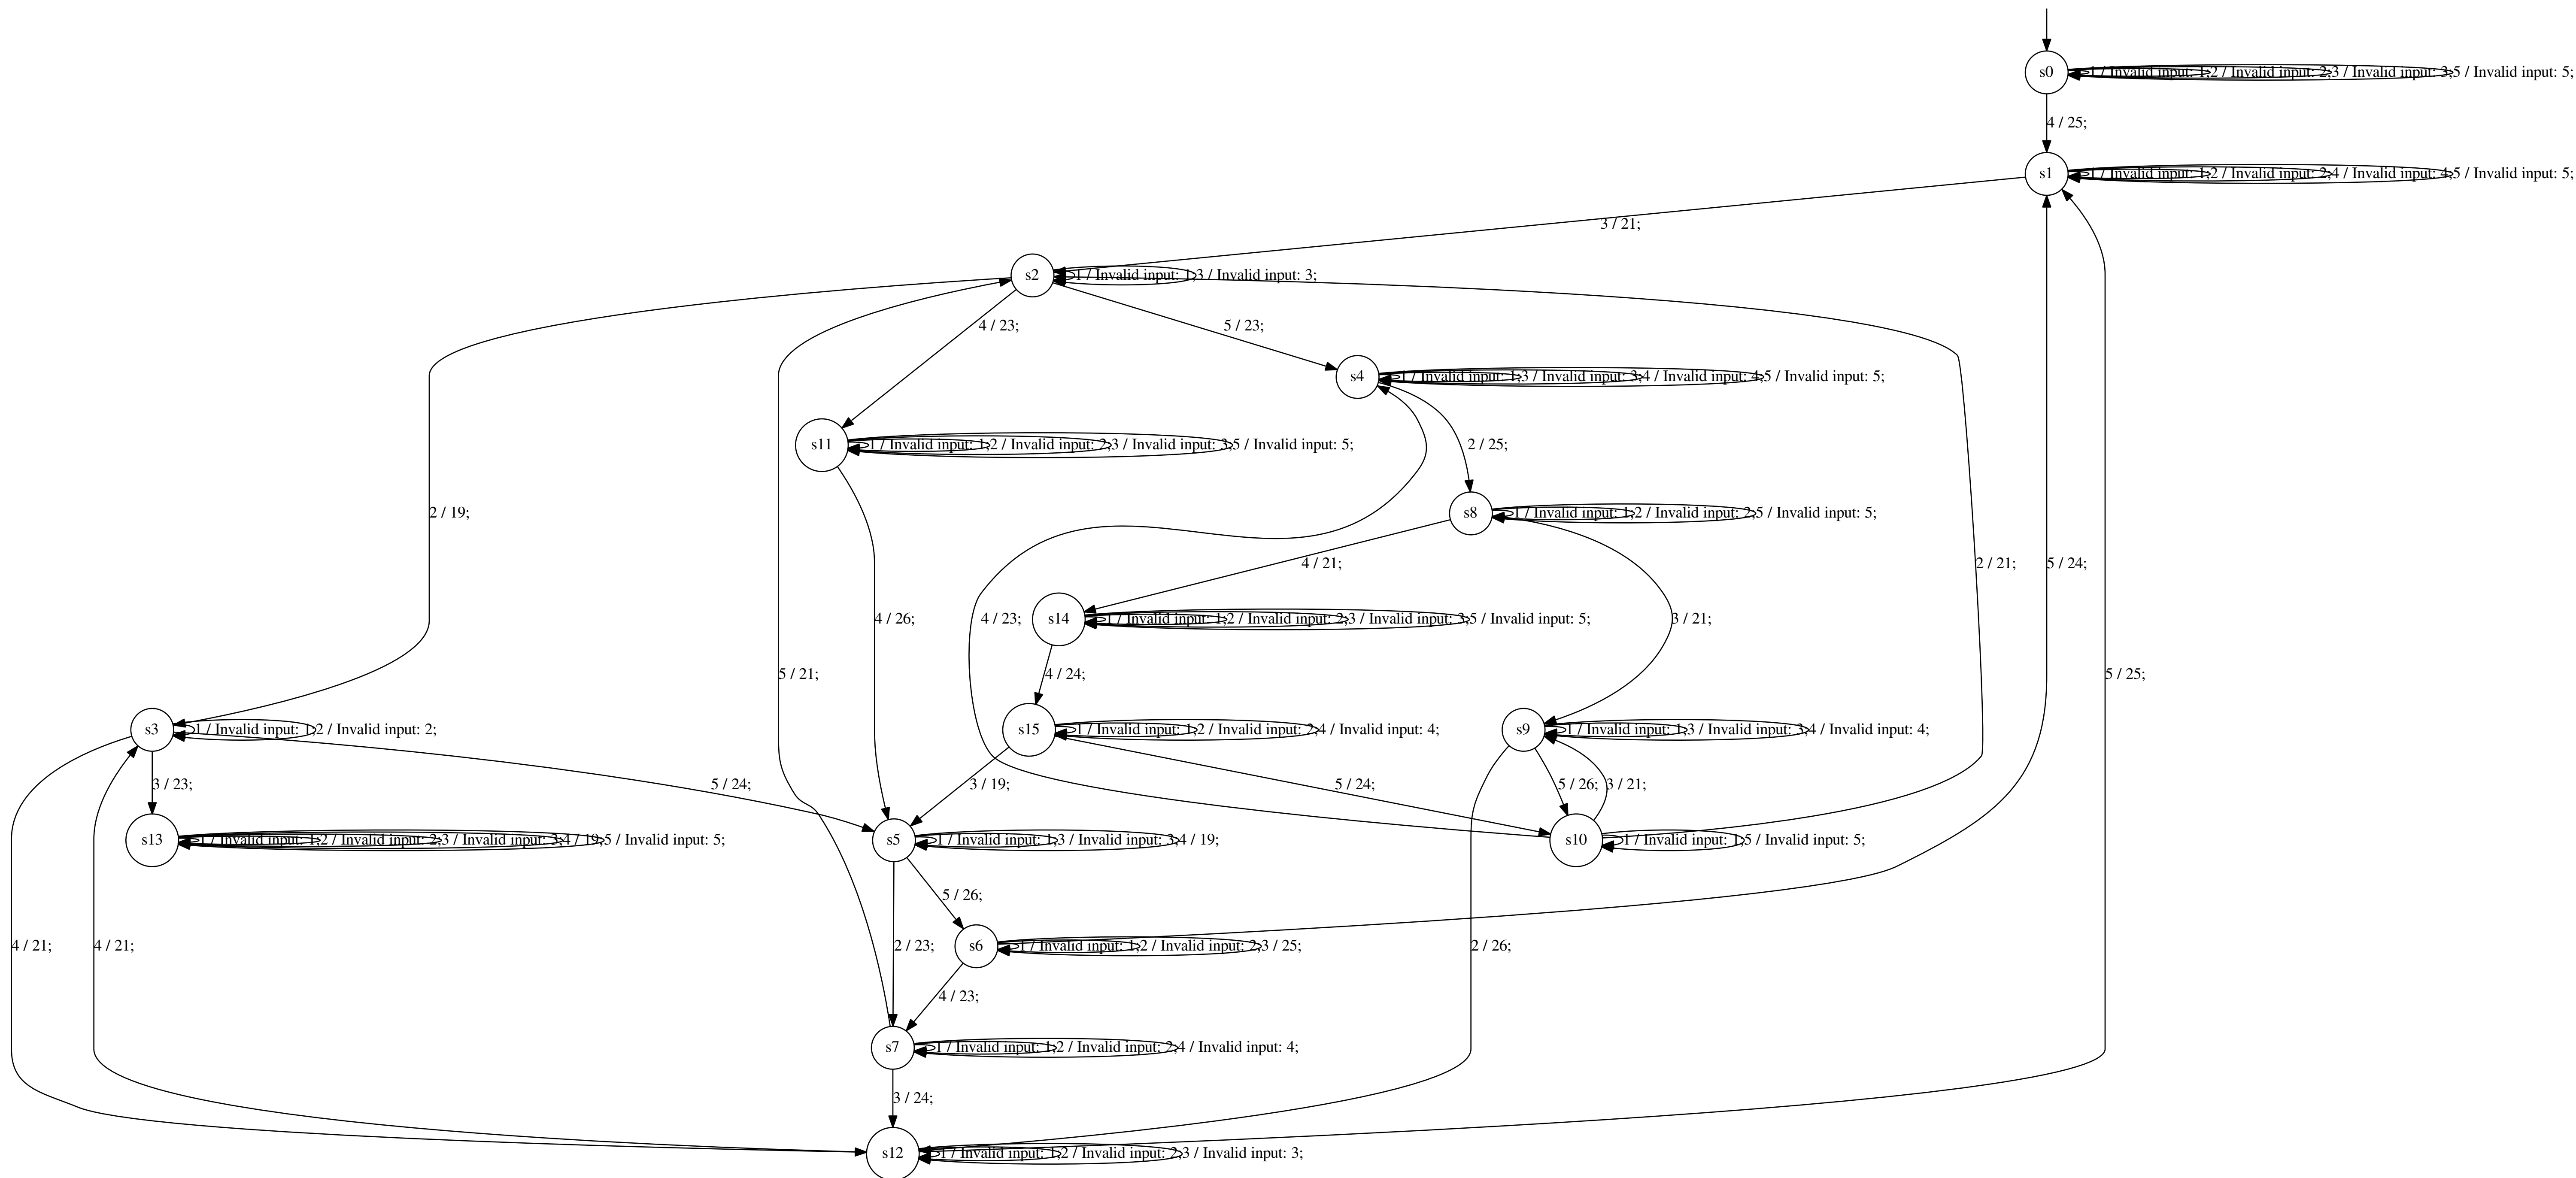 s0
1 / Invalid input: 1;
2 / Invalid input: 2;
3 / Invalid input: 3;
5 / Invalid input: 5;
4 / 25;
s1
1 / Invalid input: 1;
2 / Invalid input: 2;
4 / Invalid input: 4;
5 / Invalid input: 5;
3 / 21;
s2
1 / Invalid input: 1;
3 / Invalid input: 3;
4 / 23;
5 / 23;
s4
1 / Invalid input: 1;
3 / Invalid input: 3;
4 / Invalid input: 4;
5 / Invalid input: 5;
s11
1 / Invalid input: 1;
2 / Invalid input: 2;
3 / Invalid input: 3;
5 / Invalid input: 5;
2 / 25;
2 / 19;
s8
1 / Invalid input: 1;
2 / Invalid input: 2;
5 / Invalid input: 5;
4 / 21;
2 / 21;
5 / 24;
4 / 26;
4 / 23;
s14
1 / Invalid input: 1;
2 / Invalid input: 2;
3 / Invalid input: 3;
5 / Invalid input: 5;
3 / 21;
5 / 21;
4 / 24;
5 / 25;
s3
1 / Invalid input: 1;
2 / Invalid input: 2;
s15
1 / Invalid input: 1;
2 / Invalid input: 2;
4 / Invalid input: 4;
s9
1 / Invalid input: 1;
3 / Invalid input: 3;
4 / Invalid input: 4;
3 / 23;
5 / 24;
3 / 19;
5 / 24;
5 / 26;
3 / 21;
s13
1 / Invalid input: 1;
2 / Invalid input: 2;
3 / Invalid input: 3;
4 / 19;
5 / Invalid input: 5;
s5
1 / Invalid input: 1;
3 / Invalid input: 3;
4 / 19;
s10
1 / Invalid input: 1;
5 / Invalid input: 5;
5 / 26;
4 / 21;
4 / 21;
2 / 23;
s6
1 / Invalid input: 1;
2 / Invalid input: 2;
3 / 25;
2 / 26;
4 / 23;
s7
1 / Invalid input: 1;
2 / Invalid input: 2;
4 / Invalid input: 4;
3 / 24;
s12
1 / Invalid input: 1;
2 / Invalid input: 2;
3 / Invalid input: 3;